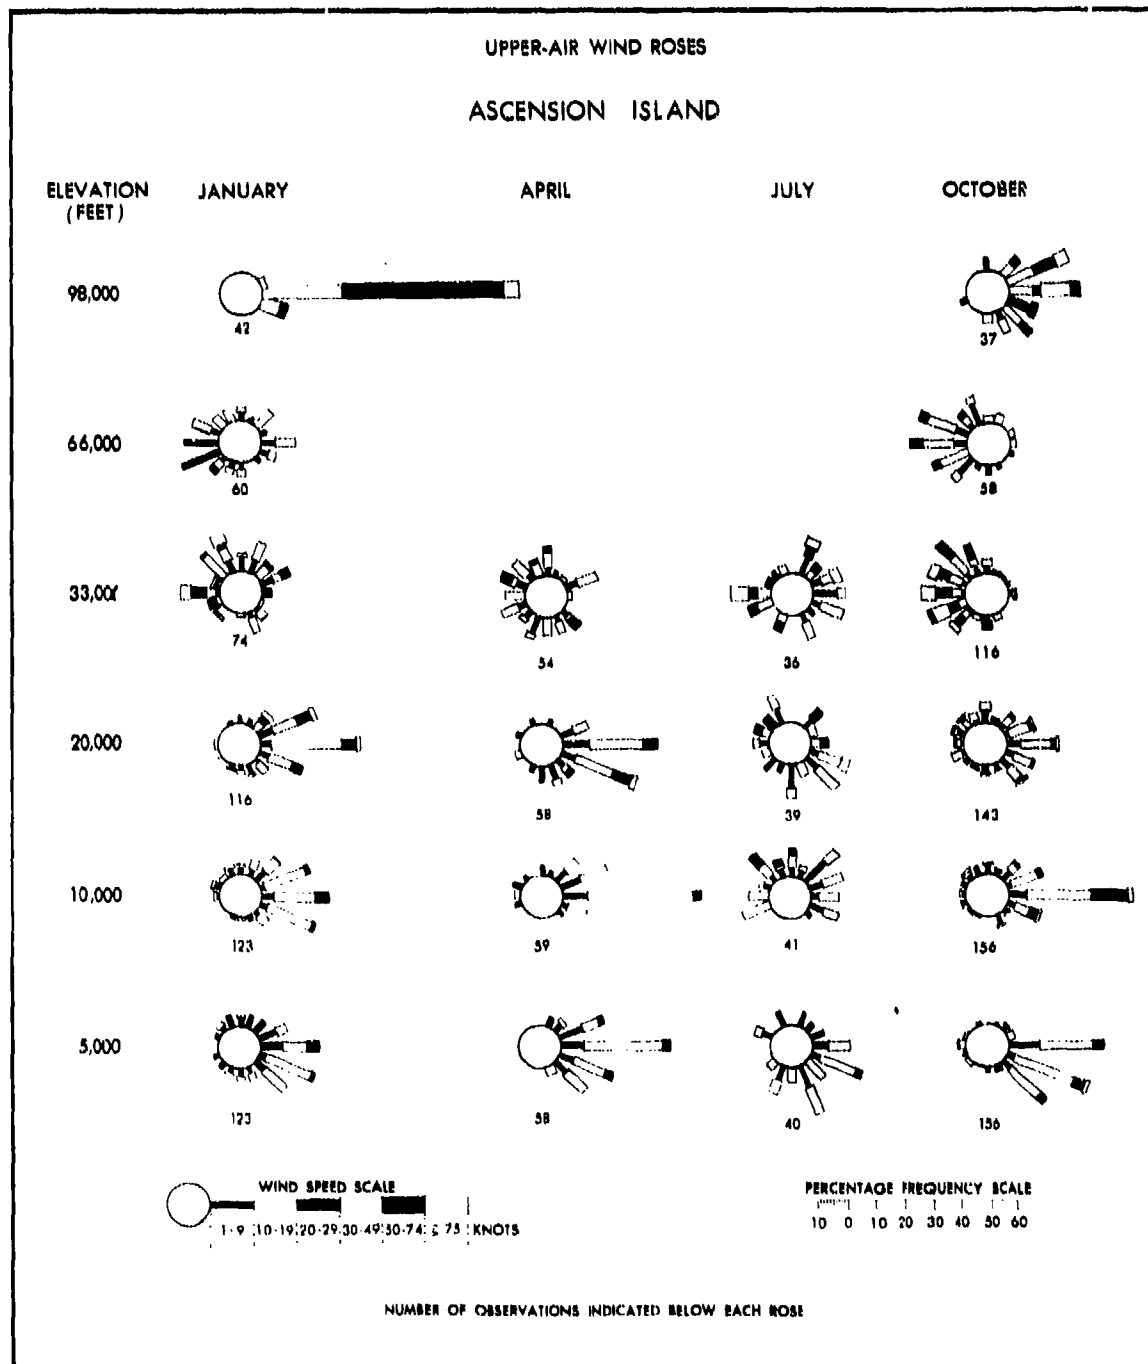 UPPER-AIR WIND ROSES
ASCENSION ISLAND
ELEVATION JANUARY APRIL JULY OCTOBER
(FEET)
98,000
42 37
66,000
60 58
33,000
74 54 36 116
20,000
116 58 39 143
10,000
123 59 41 156
5,000
123 58 40 156
WIND SPEED SCALE
1-9 10-19 20-29 30-49 50-74 ≤ 75 KNOTS
PERCENTAGE FREQUENCY SCALE
10 0 10 20 30 40 50 60
NUMBER OF OBSERVATIONS INDICATED BELOW EACH ROSE